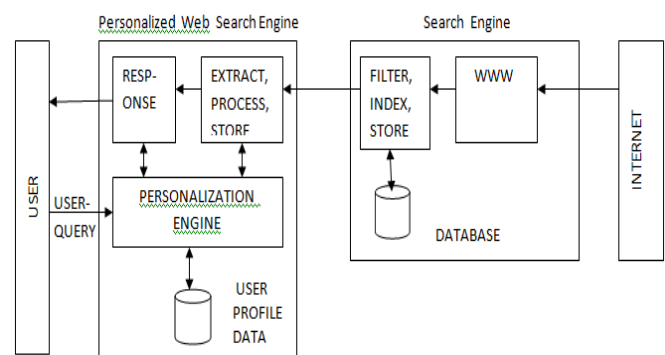 Personalized Web Search Engine
Search Engine
USER
RESP-
ONSE
EXTRACT,
PROCESS,
STORE
FILTER,
INDEX,
STORE
WWW
INTERNET
USER-
QUERY
PERSONALIZATION
ENGINE
DATABASE
USER
PROFILE
DATA